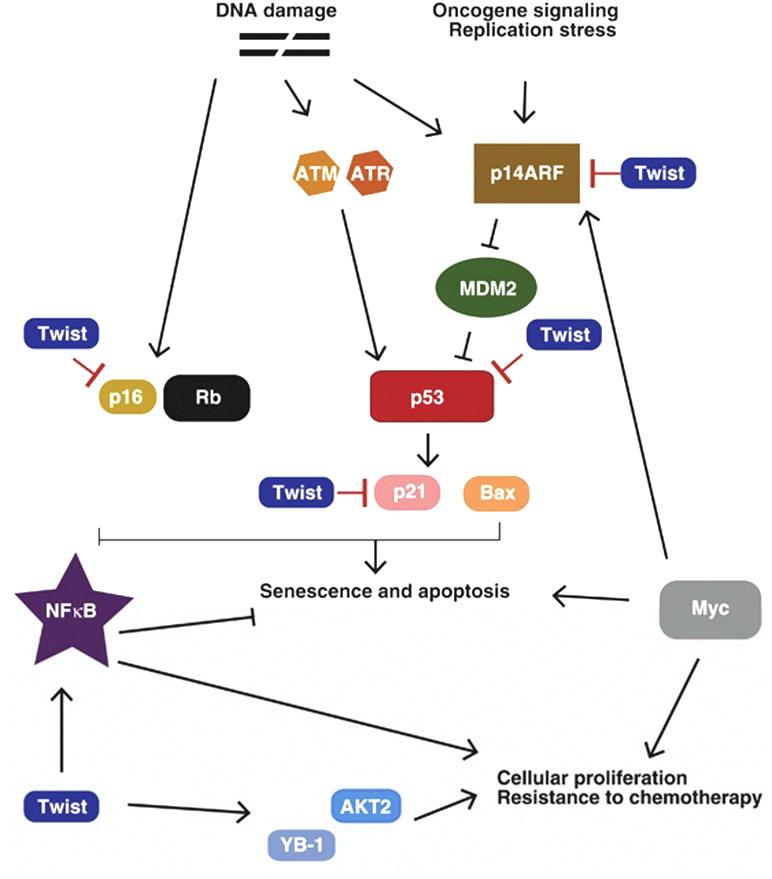 DNA damage
Oncogene signaling
Replication stress
ATM
ATR
p14ARF
Twist
MDM2
Twist
Twist
p16
Rb
p53
Twist
p21
Bax
Senescence and apoptosis
NFκB
Myc
Cellular proliferation
Resistance to chemotherapy
Twist
AKT2
YB-1